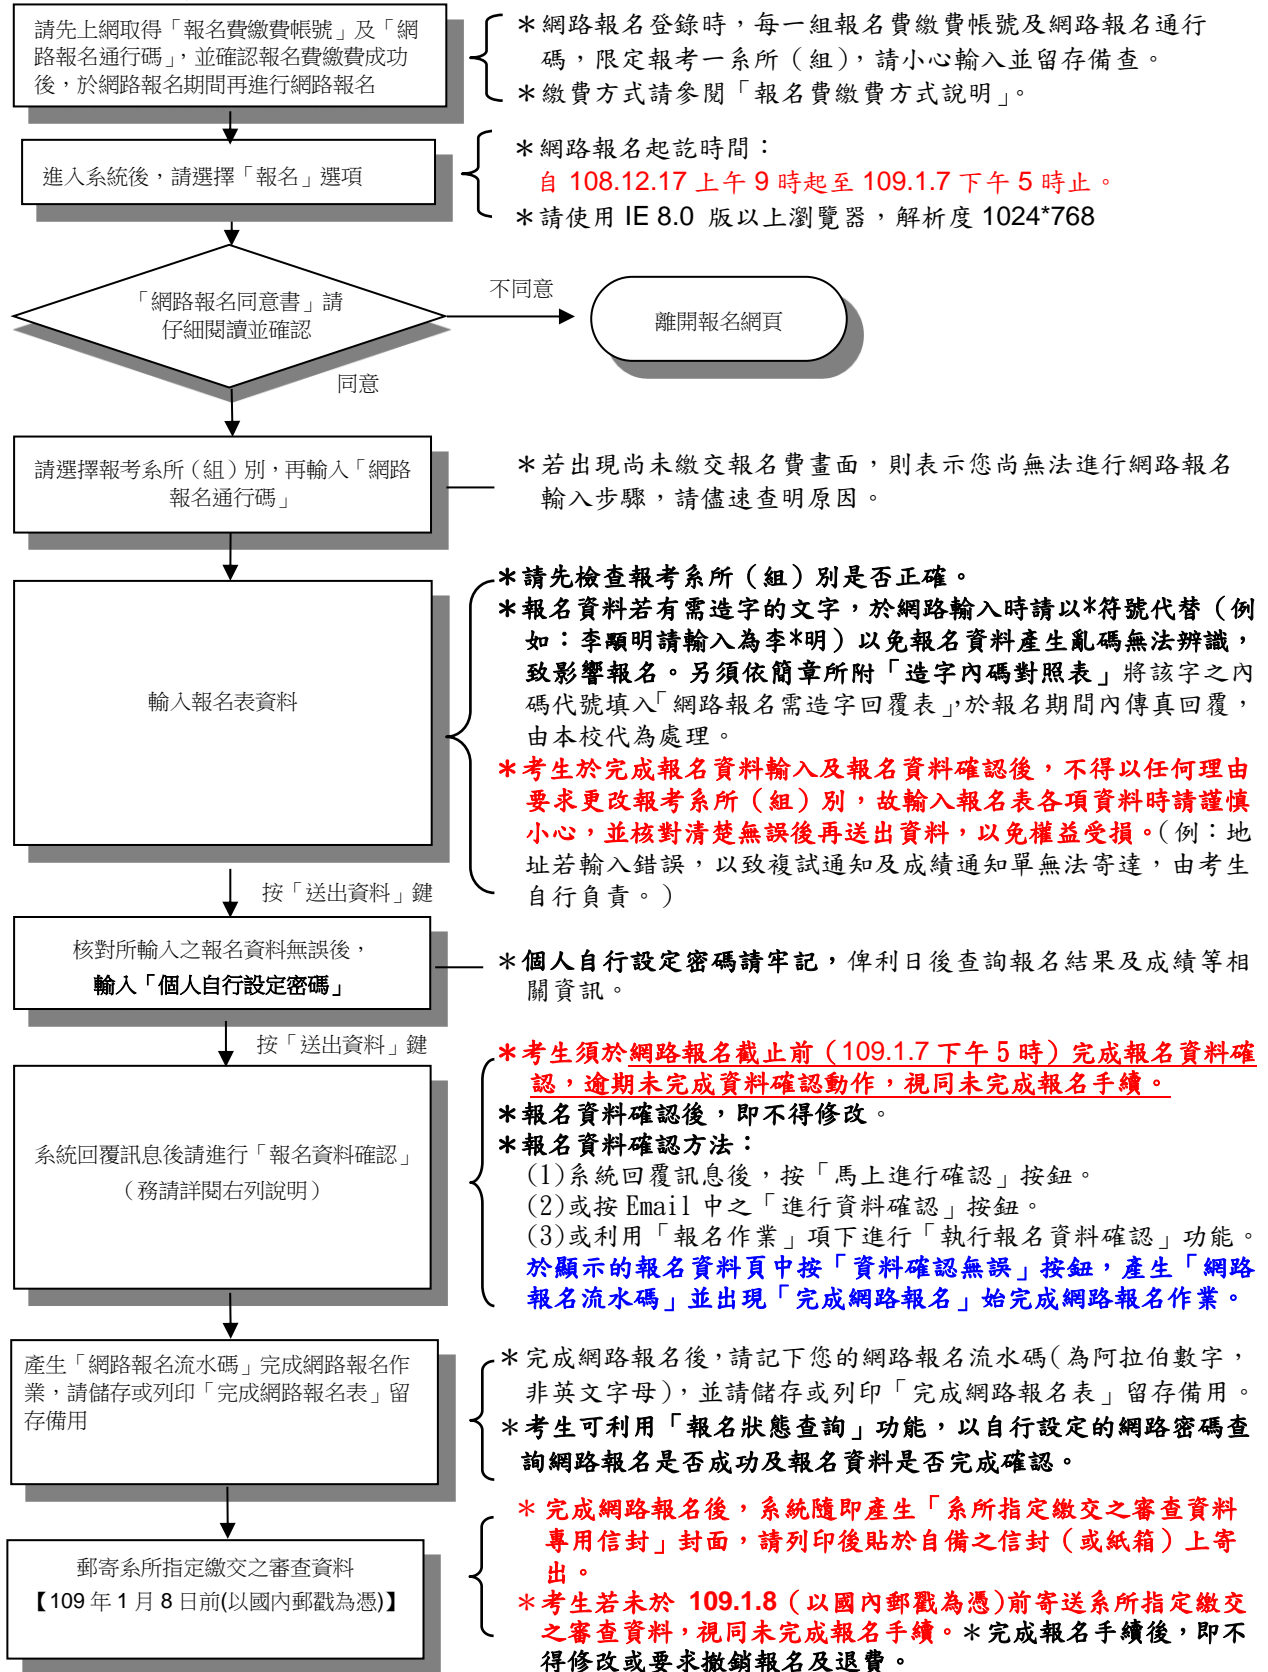 請先上網取得「報名費繳費帳號」及「網
路報名通行碼」，並確認報名費繳費成功
後，於網路報名期間再進行網路報名
＊網路報名登錄時，每一組報名費繳費帳號及網路報名通行
碼，限定報考一系所（組），請小心輸入並留存備查。
＊繳費方式請參閱「報名費繳費方式說明」。
進入系統後，請選擇「報名」選項
＊網路報名起訖時間：
自 108.12.17 上午 9 時起至 109.1.7 下午 5 時止。
＊請使用 IE 8.0 版以上瀏覽器，解析度 1024*768
「網路報名同意書」請
仔細閱讀並確認
不同意
離開報名網頁
同意
請選擇報考系所（組）別，再輸入「網路
報名通行碼」
＊若出現尚未繳交報名費畫面，則表示您尚無法進行網路報名
輸入步驟，請儘速查明原因。
輸入報名表資料
＊請先檢查報考系所（組）別是否正確。
＊報名資料若有需造字的文字，於網路輸入時請以*符號代替（例
如：李顒明請輸入為李*明）以免報名資料產生亂碼無法辨識，
致影響報名。另須依簡章所附「造字內碼對照表」將該字之內
碼代號填入「網路報名需造字回覆表」，於報名期間內傳真回覆，
由本校代為處理。
＊考生於完成報名資料輸入及報名資料確認後，不得以任何理由
要求更改報考系所（組）別，故輸入報名表各項資料時請謹慎
小心，並核對清楚無誤後再送出資料，以免權益受損。（例：地
址若輸入錯誤，以致複試通知及成績通知單無法寄達，由考生
自行負責。）
按「送出資料」鍵
核對所輸入之報名資料無誤後，
輸入「個人自行設定密碼」
＊個人自行設定密碼請牢記，俾利日後查詢報名結果及成績等相
關資訊。
按「送出資料」鍵
系統回覆訊息後請進行「報名資料確認」
（務請詳閱右列說明）
＊考生須於網路報名截止前（109.1.7 下午 5 時）完成報名資料確
認，逾期未完成資料確認動作，視同未完成報名手續。
＊報名資料確認後，即不得修改。
＊報名資料確認方法：
(1)系統回覆訊息後，按「馬上進行確認」按鈕。
(2)或按 Email 中之「進行資料確認」按鈕。
(3)或利用「報名作業」項下進行「執行報名資料確認」功能。
於顯示的報名資料頁中按「資料確認無誤」按鈕，產生「網路
報名流水碼」並出現「完成網路報名」始完成網路報名作業。
產生「網路報名流水碼」完成網路報名作
業，請儲存或列印「完成網路報名表」留
存備用
＊完成網路報名後，請記下您的網路報名流水碼（為阿拉伯數字，
非英文字母），並請儲存或列印「完成網路報名表」留存備用。
＊考生可利用「報名狀態查詢」功能，以自行設定的網路密碼查
詢網路報名是否成功及報名資料是否完成確認。
郵寄系所指定繳交之審查資料
【109 年 1 月 8 日前(以國內郵戳為憑)】
＊完成網路報名後，系統隨即產生「系所指定繳交之審查資料
專用信封」封面，請列印後貼於自備之信封（或紙箱）上寄
出。
＊考生若未於 109.1.8（以國內郵戳為憑)前寄送系所指定繳交
之審查資料，視同未完成報名手續。＊完成報名手續後，即不
得修改或要求撤銷報名及退費。